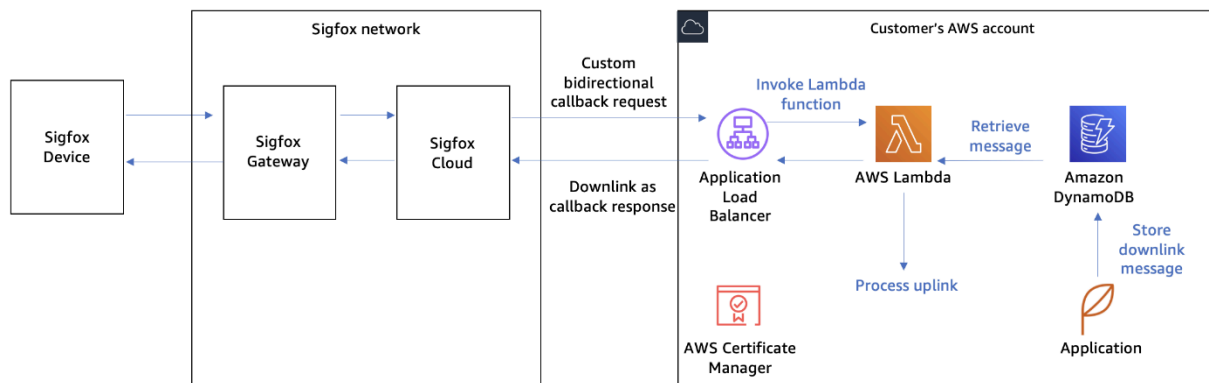 Sigfox network
Customer's AWS account
Sigfox
Device
Sigfox
Gateway
Sigfox
Cloud
Custom
bidirectional
callback request
Downlink as
callback response
Invoke Lambda
function
Application
Load
Balancer
AWS Lambda
Retrieve
message
Amazon
DynamoDB
Store
downlink
message
Process uplink
AWS Certificate
Manager
Application